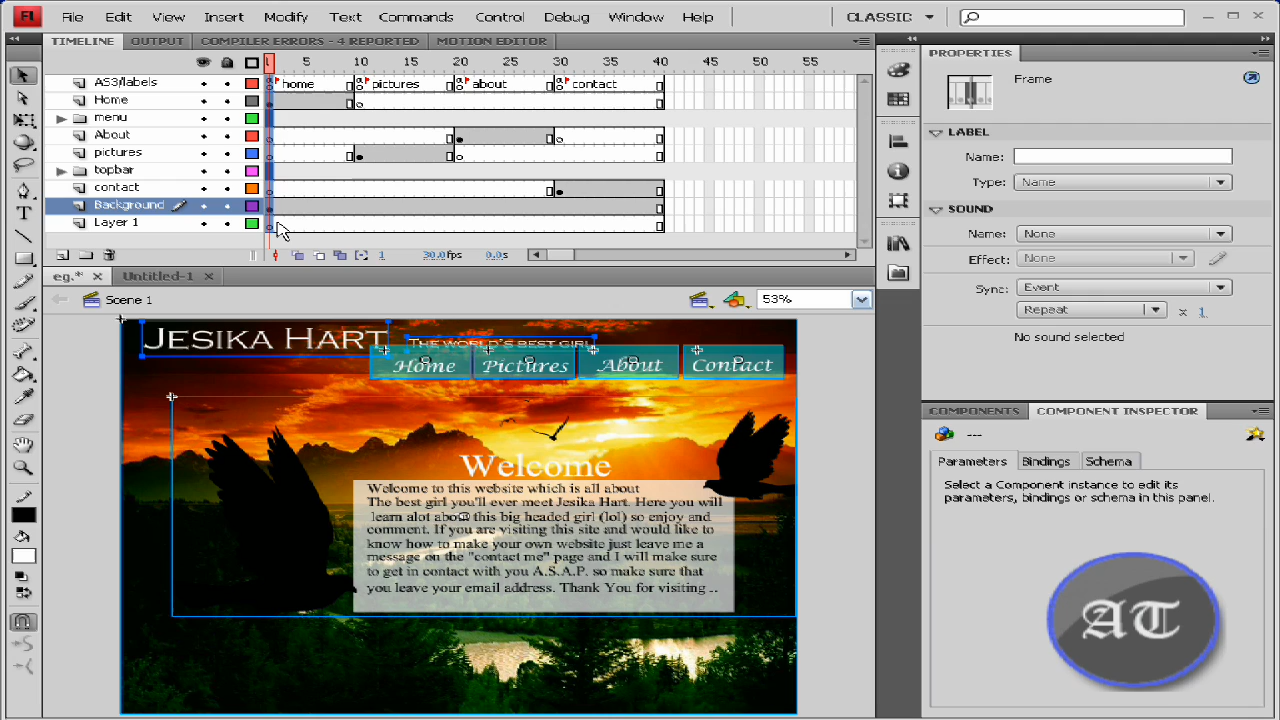 Fl File Edit View Insert Modify Text Commands Control Debug Window Help CLASSIC
TIMELINE OUTPUT COMPILER ERRORS - 4 REPORTED MOTION EDITOR
1 5 10 15 20 25 30 35 40 45 50 55
AS3/labels home pictures about contact
Home
menu
About
pictures
topbar
contact
Background
Layer 1
1 30.0fps 0.0s
eg.* Untitled-1
Scene 1 53%
JESIKA HART
THE WORLD'S BEST GIRL
Home Pictures About Contact
Welcome
Welcome to this website which is all about
The best girl you'll ever meet Jesika Hart. Here you will
learn alot about this big headed girl (lol) so enjoy and
comment. If you are visiting this site and would like to
know how to make your own website just leave me a
message on the "contact me" page and I will make sure
to get in contact with you A.S.A.P. so make sure that
you leave your email address. Thank You for visiting ..
PROPERTIES
Frame
LABEL
Name:
Type: Name
SOUND
Name: None
Effect: None
Sync: Event
Repeat x 1
No sound selected
COMPONENTS COMPONENT INSPECTOR
---
Parameters Bindings Schema
Select a Component instance to edit its
parameters, bindings or schema in this panel.
AT